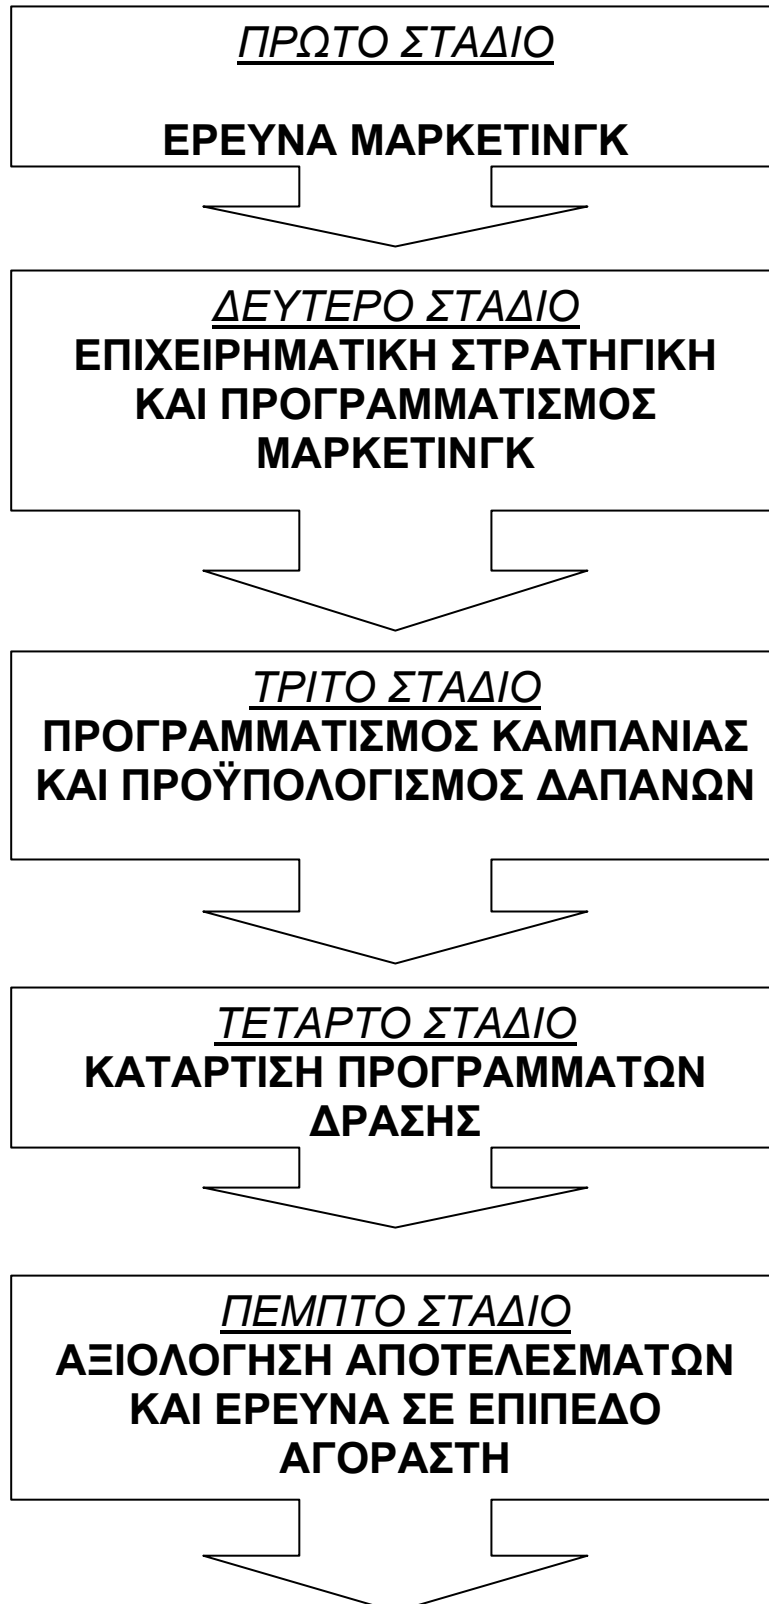 ΠΡΩΤΟ ΣΤΑΔΙΟ
ΕΡΕΥΝΑ ΜΑΡΚΕΤΙΝΓΚ
ΔΕΥΤΕΡΟ ΣΤΑΔΙΟ
ΕΠΙΧΕΙΡΗΜΑΤΙΚΗ ΣΤΡΑΤΗΓΙΚΗ
ΚΑΙ ΠΡΟΓΡΑΜΜΑΤΙΣΜΟΣ
ΜΑΡΚΕΤΙΝΓΚ
ΤΡΙΤΟ ΣΤΑΔΙΟ
ΠΡΟΓΡΑΜΜΑΤΙΣΜΟΣ ΚΑΜΠΑΝΙΑΣ
ΚΑΙ ΠΡΟΫΠΟΛΟΓΙΣΜΟΣ ΔΑΠΑΝΩΝ
ΤΕΤΑΡΤΟ ΣΤΑΔΙΟ
ΚΑΤΑΡΤΙΣΗ ΠΡΟΓΡΑΜΜΑΤΩΝ
ΔΡΑΣΗΣ
ΠΕΜΠΤΟ ΣΤΑΔΙΟ
ΑΞΙΟΛΟΓΗΣΗ ΑΠΟΤΕΛΕΣΜΑΤΩΝ
ΚΑΙ ΕΡΕΥΝΑ ΣΕ ΕΠΙΠΕΔΟ
ΑΓΟΡΑΣΤΗ